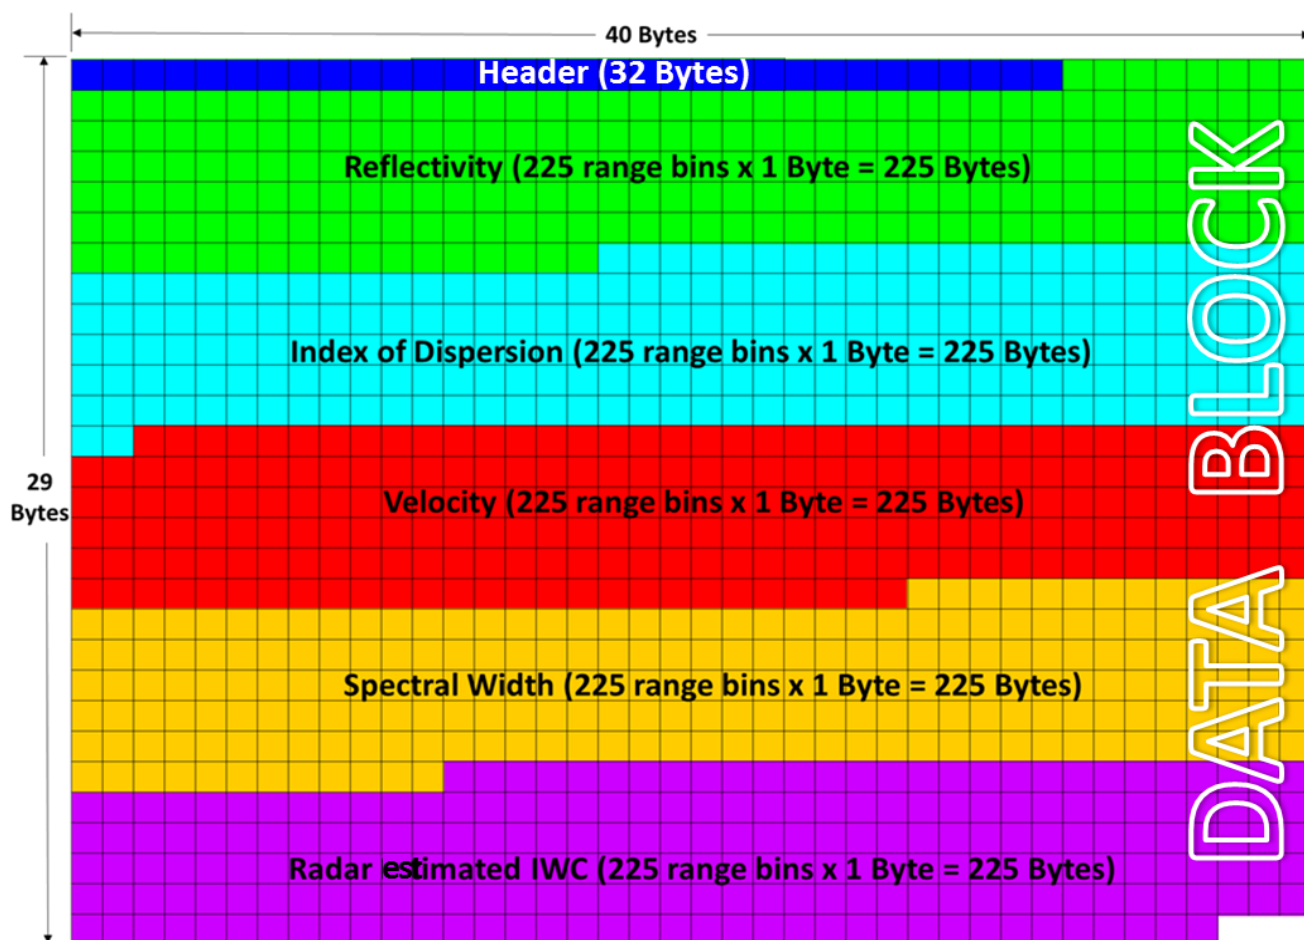 40 Bytes
Header (32 Bytes)
Reflectivity (225 range bins x 1 Byte = 225 Bytes)
Index of Dispersion (225 range bins x 1 Byte = 225 Bytes)
29
Bytes
Velocity (225 range bins x 1 Byte = 225 Bytes)
Spectral Width (225 range bins x 1 Byte = 225 Bytes)
Radar estimated IWC (225 range bins x 1 Byte = 225 Bytes)
DATA BLOCK